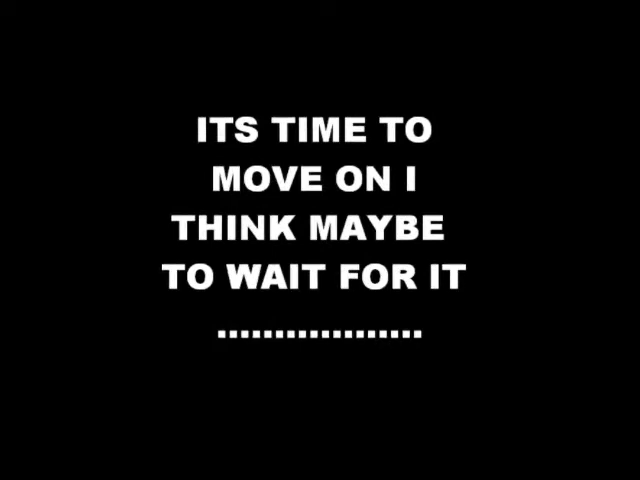 ITS TIME TO
MOVE ON I
THINK MAYBE
TO WAIT FOR IT
..................